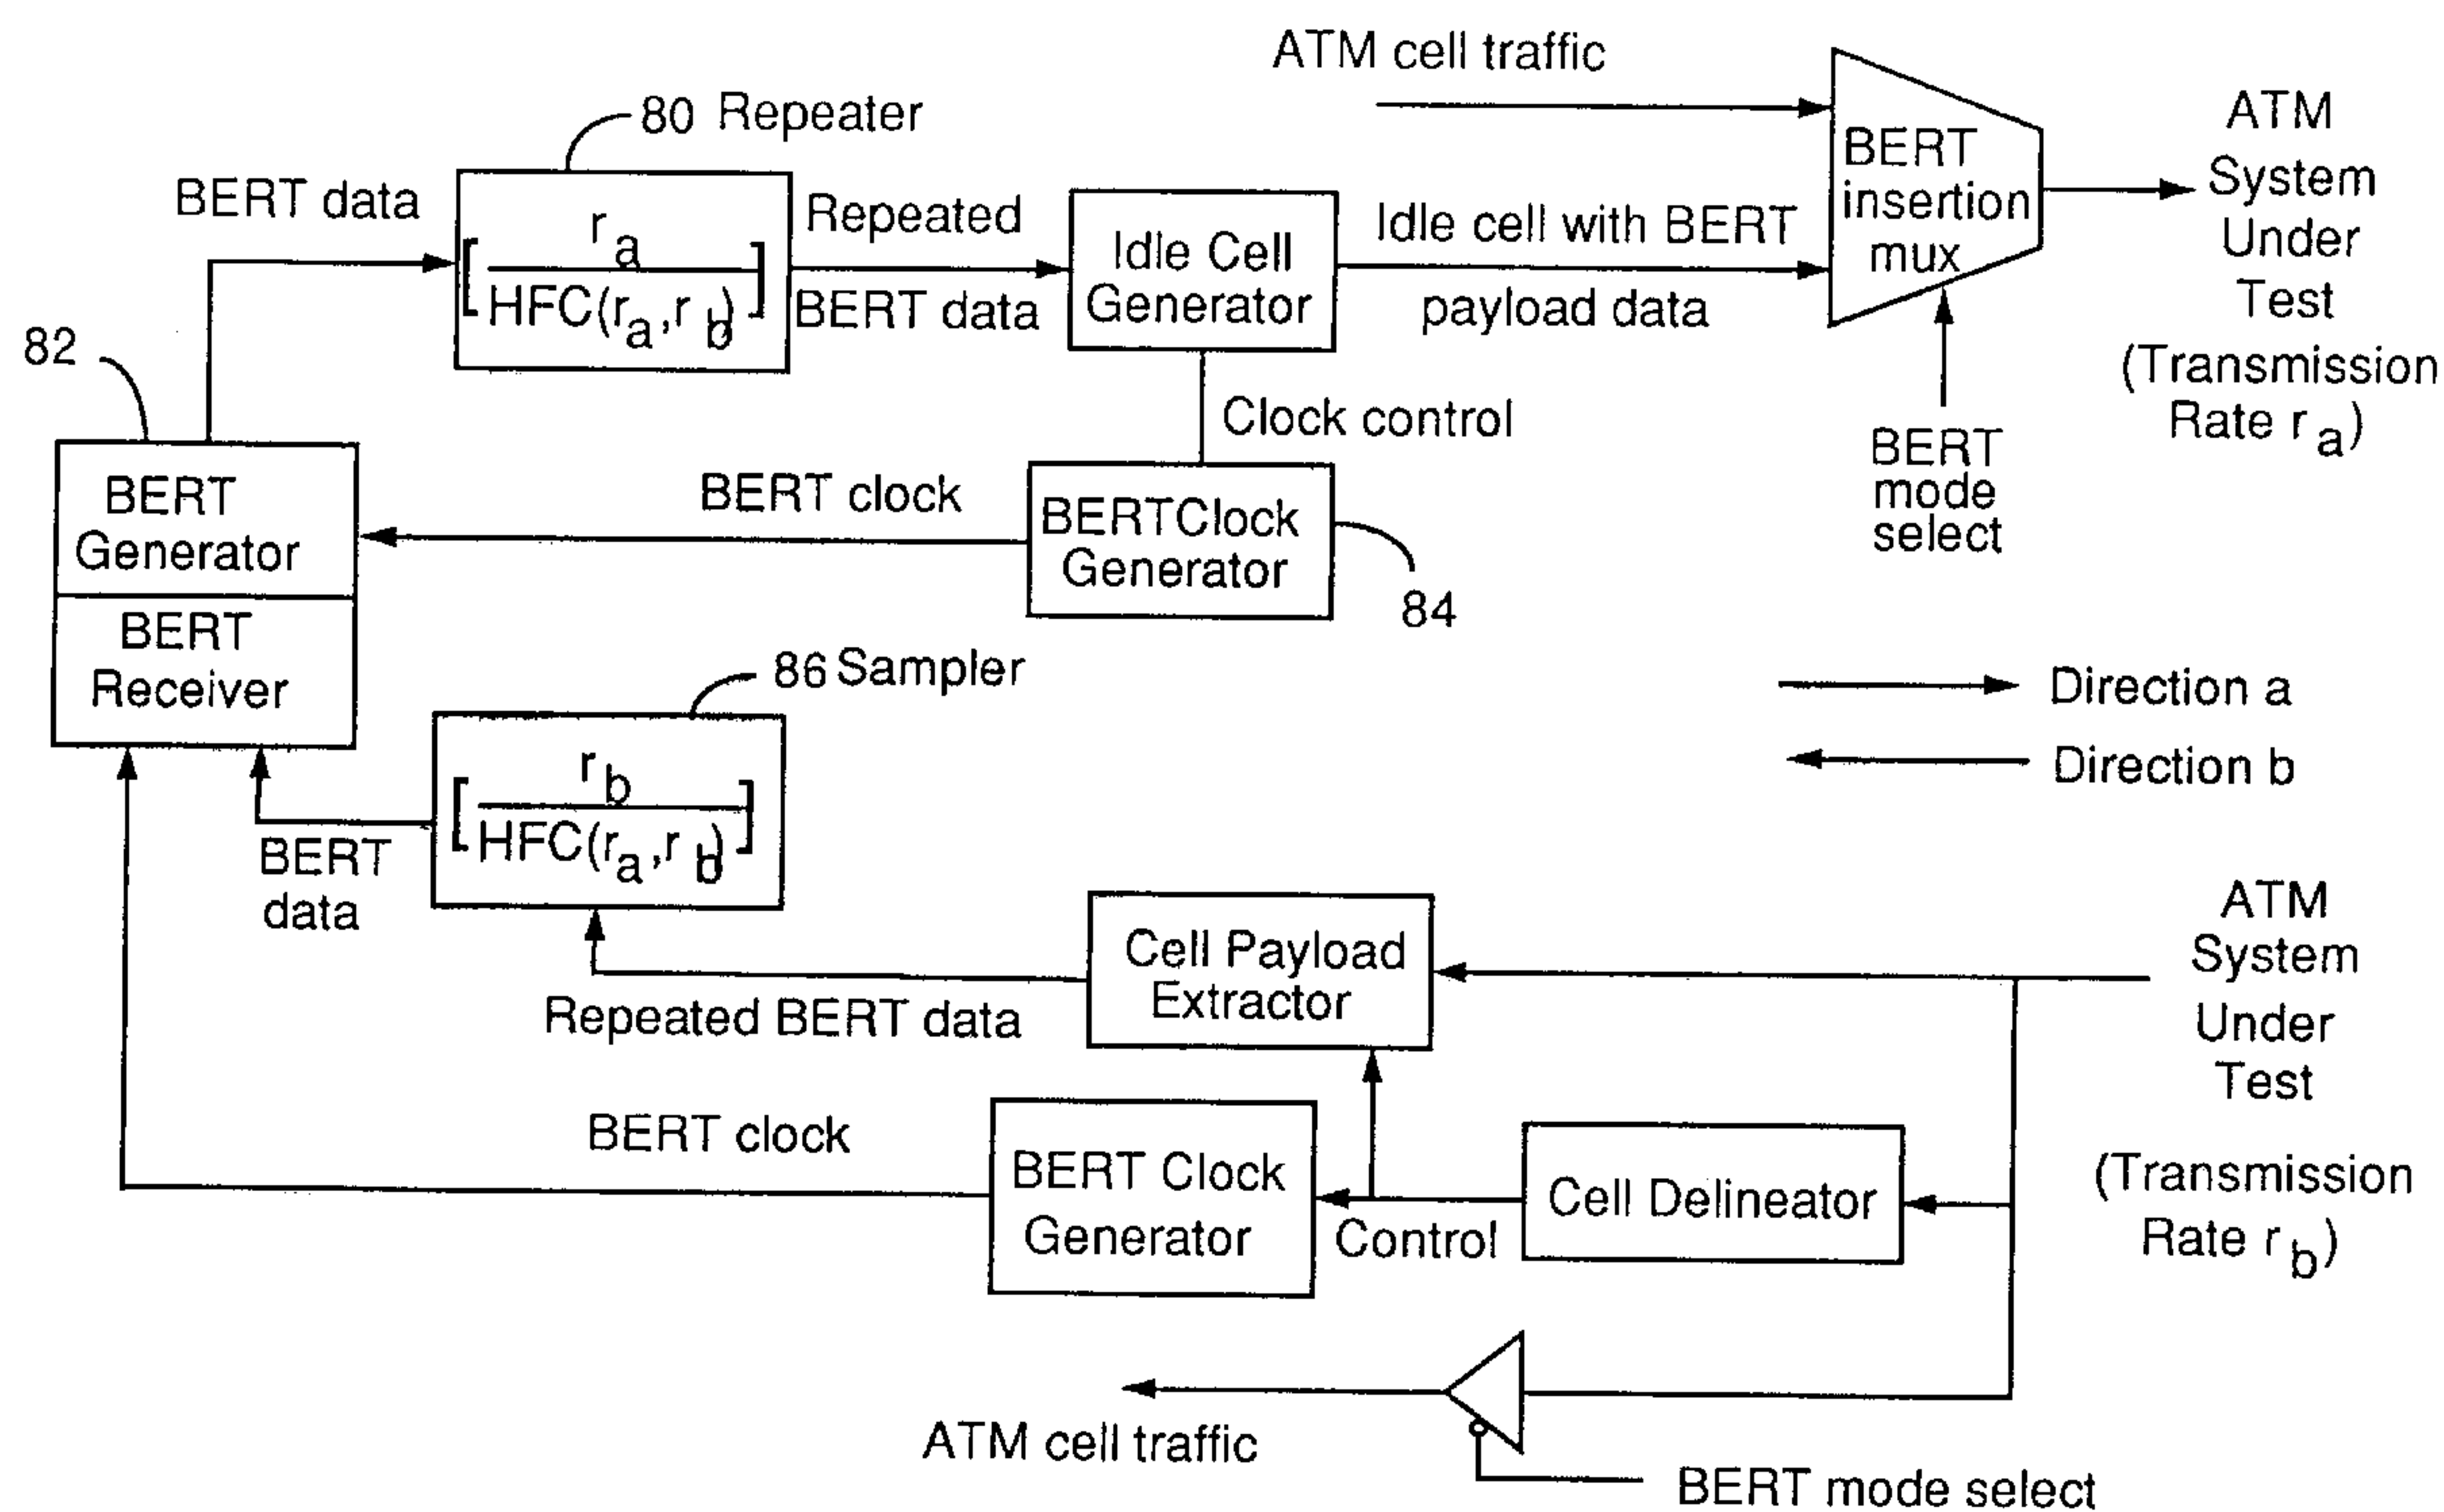 ATM cell traffic
80 Repeater
BERT data
r a
[ HFC(r a ,r b) ]
Repeated
BERT data
Idle Cell
Generator
Idle cell with BERT
payload data
BERT
insertion
mux
ATM
System
Under
Test
(Transmission
Rate r a)
82
Clock control
BERT
mode
select
BERT
Generator
BERT clock
BERTClock
Generator
84
BERT
Receiver
86 Sampler
r b
[ HFC(r a ,r b) ]
Direction a
Direction b
BERT
data
Cell Payload
Extractor
Repeated BERT data
ATM
System
Under
Test
(Transmission
Rate r b)
BERT clock
BERT Clock
Generator
Control
Cell Delineator
ATM cell traffic
BERT mode select